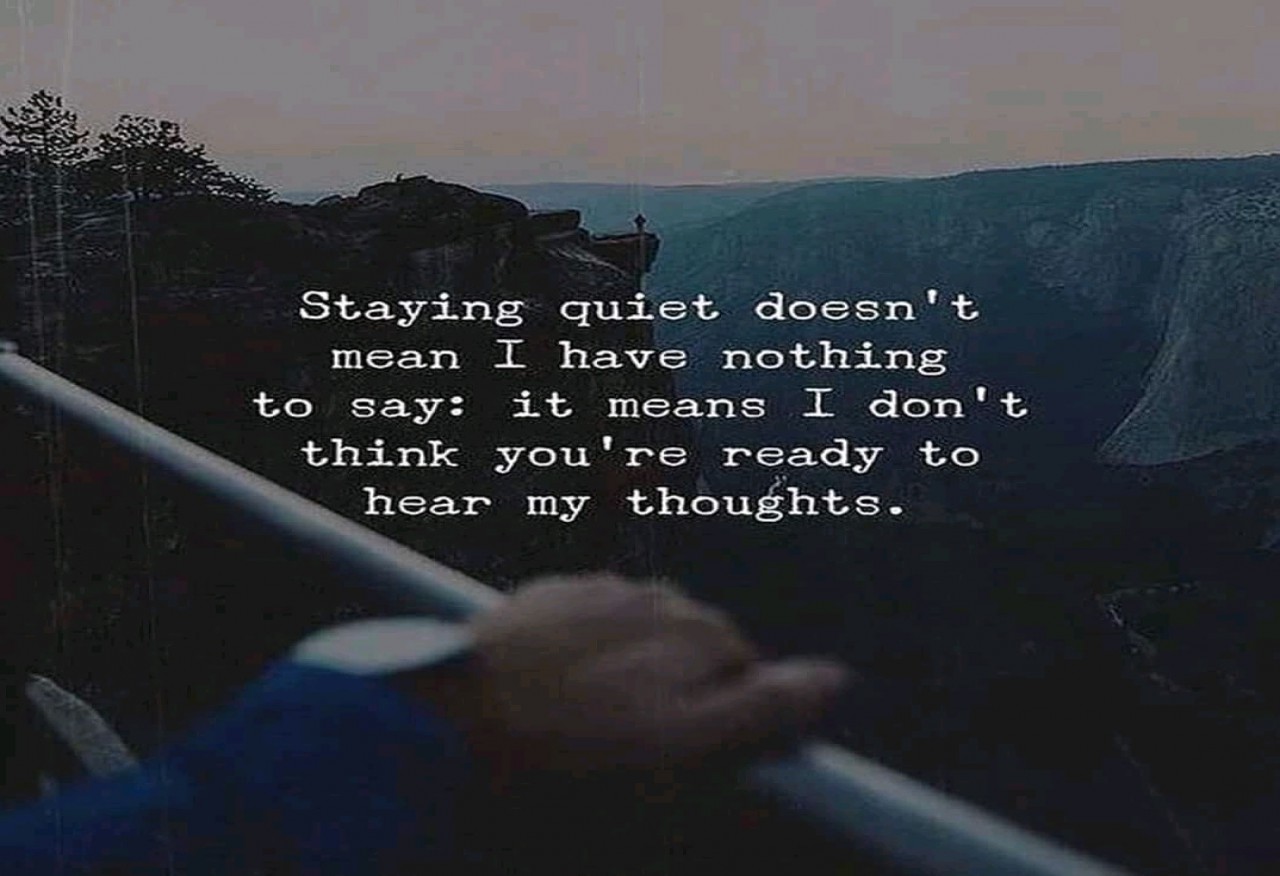 Staying quiet doesn't
mean I have nothing
to say: it means I don't
think you're ready to
hear my thoughts.